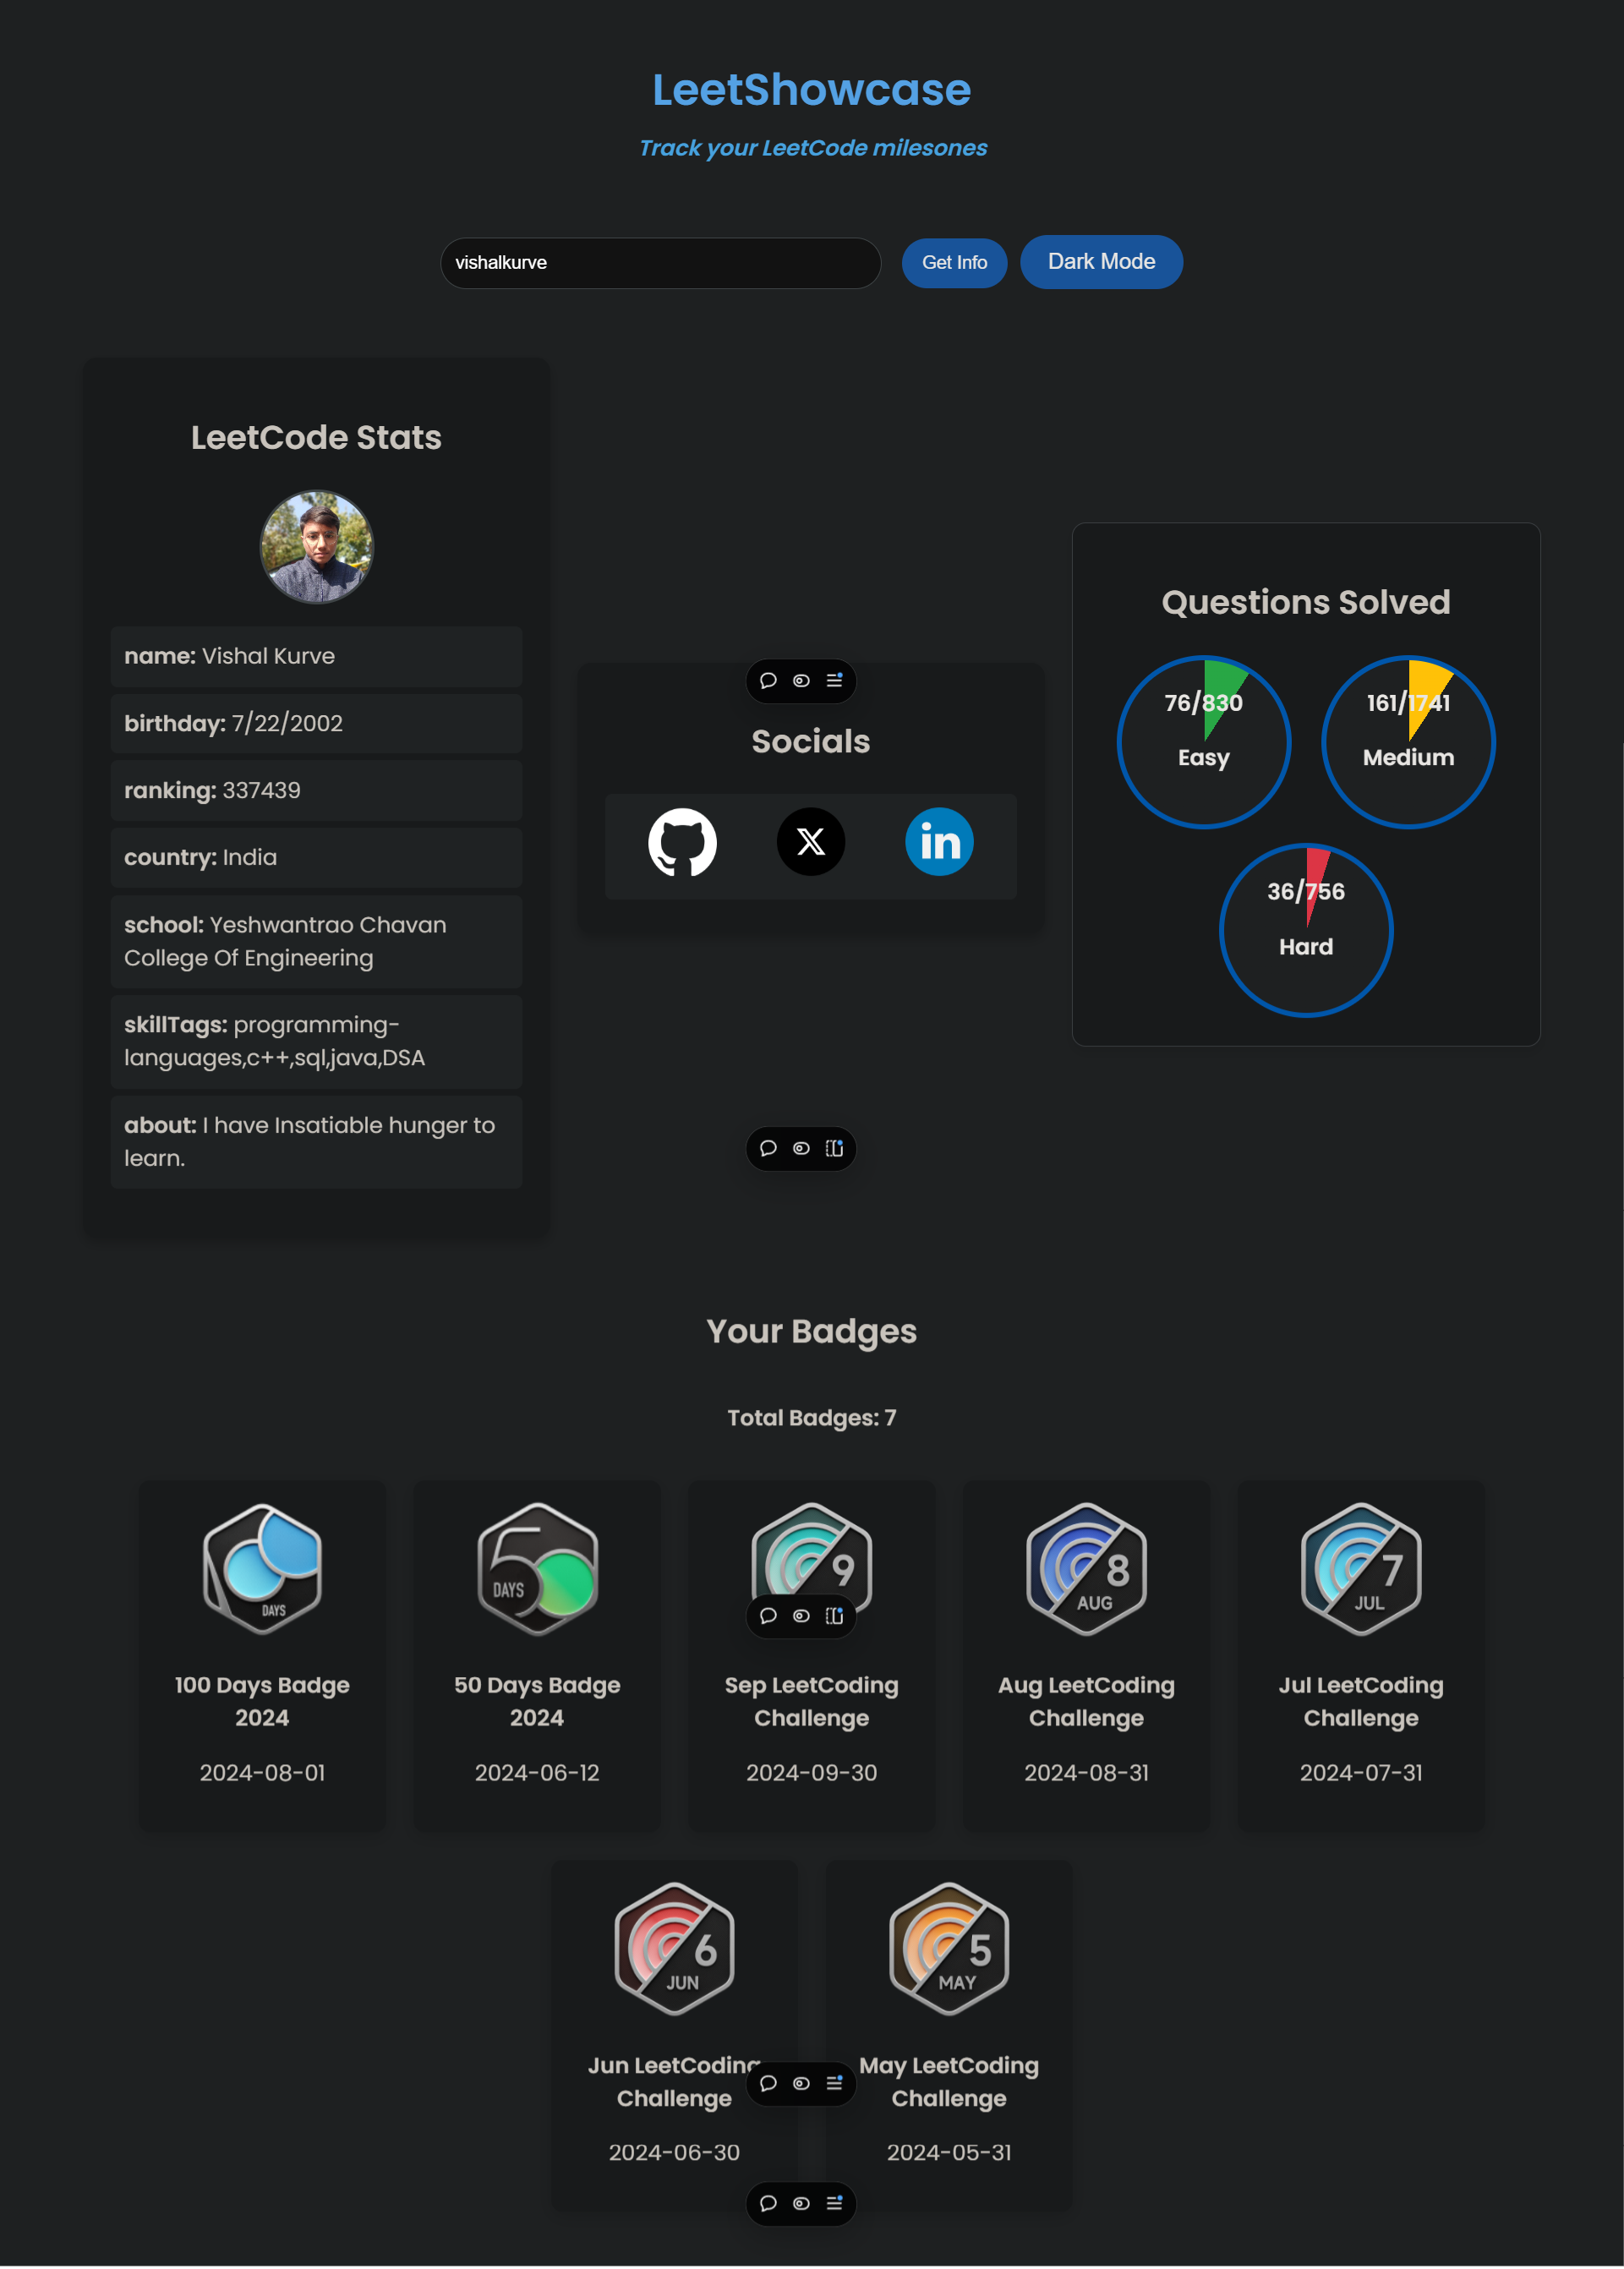 LeetShowcase
Track your LeetCode milesones
vishalkurve
Get Info
Dark Mode
LeetCode Stats
name: Vishal Kurve
birthday: 7/22/2002
ranking: 337439
country: India
school: Yeshwantrao Chavan
College Of Engineering
skillTags: programming-
languages,c++,sql,java,DSA
about: I have Insatiable hunger to
learn.
Socials
X
in
Questions Solved
76/830
Easy
161/1741
Medium
36/756
Hard
Your Badges
Total Badges: 7
DAYS
100 Days Badge
2024
2024-08-01
50
DAYS
50 Days Badge
2024
2024-06-12
9
Sep LeetCoding
Challenge
2024-09-30
8
AUG
Aug LeetCoding
Challenge
2024-08-31
7
JUL
Jul LeetCoding
Challenge
2024-07-31
6
JUN
Jun LeetCoding
Challenge
2024-06-30
5
MAY
May LeetCoding
Challenge
2024-05-31